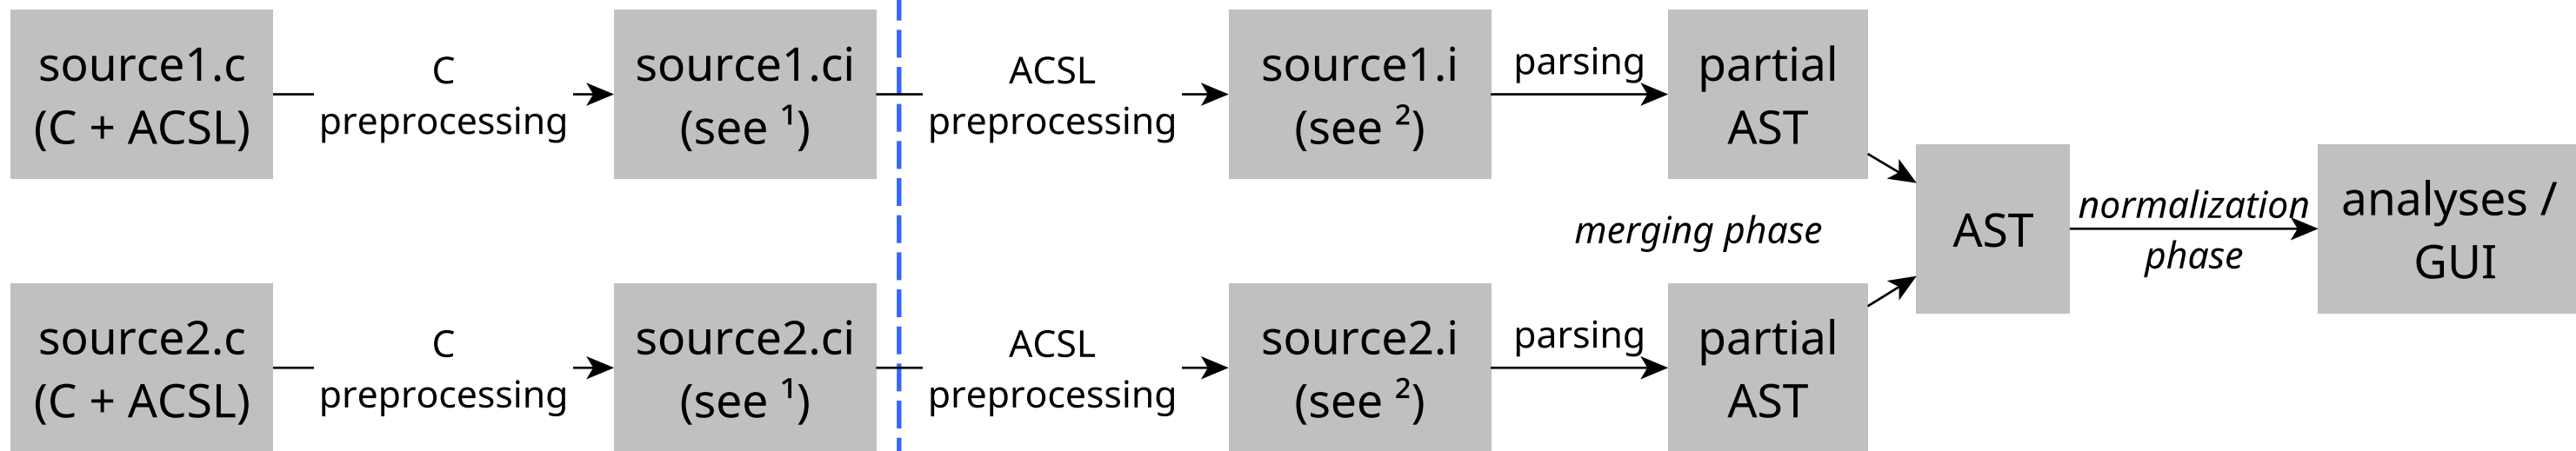 source1.c
(C + ACSL)
C
preprocessing
source1.ci
(see ¹)
ACSL
preprocessing
source1.i
(see ²)
parsing
partial
AST
source2.c
(C + ACSL)
C
preprocessing
source2.ci
(see ¹)
ACSL
preprocessing
source2.i
(see ²)
parsing
partial
AST
merging phase
AST
normalization
phase
analyses /
GUI